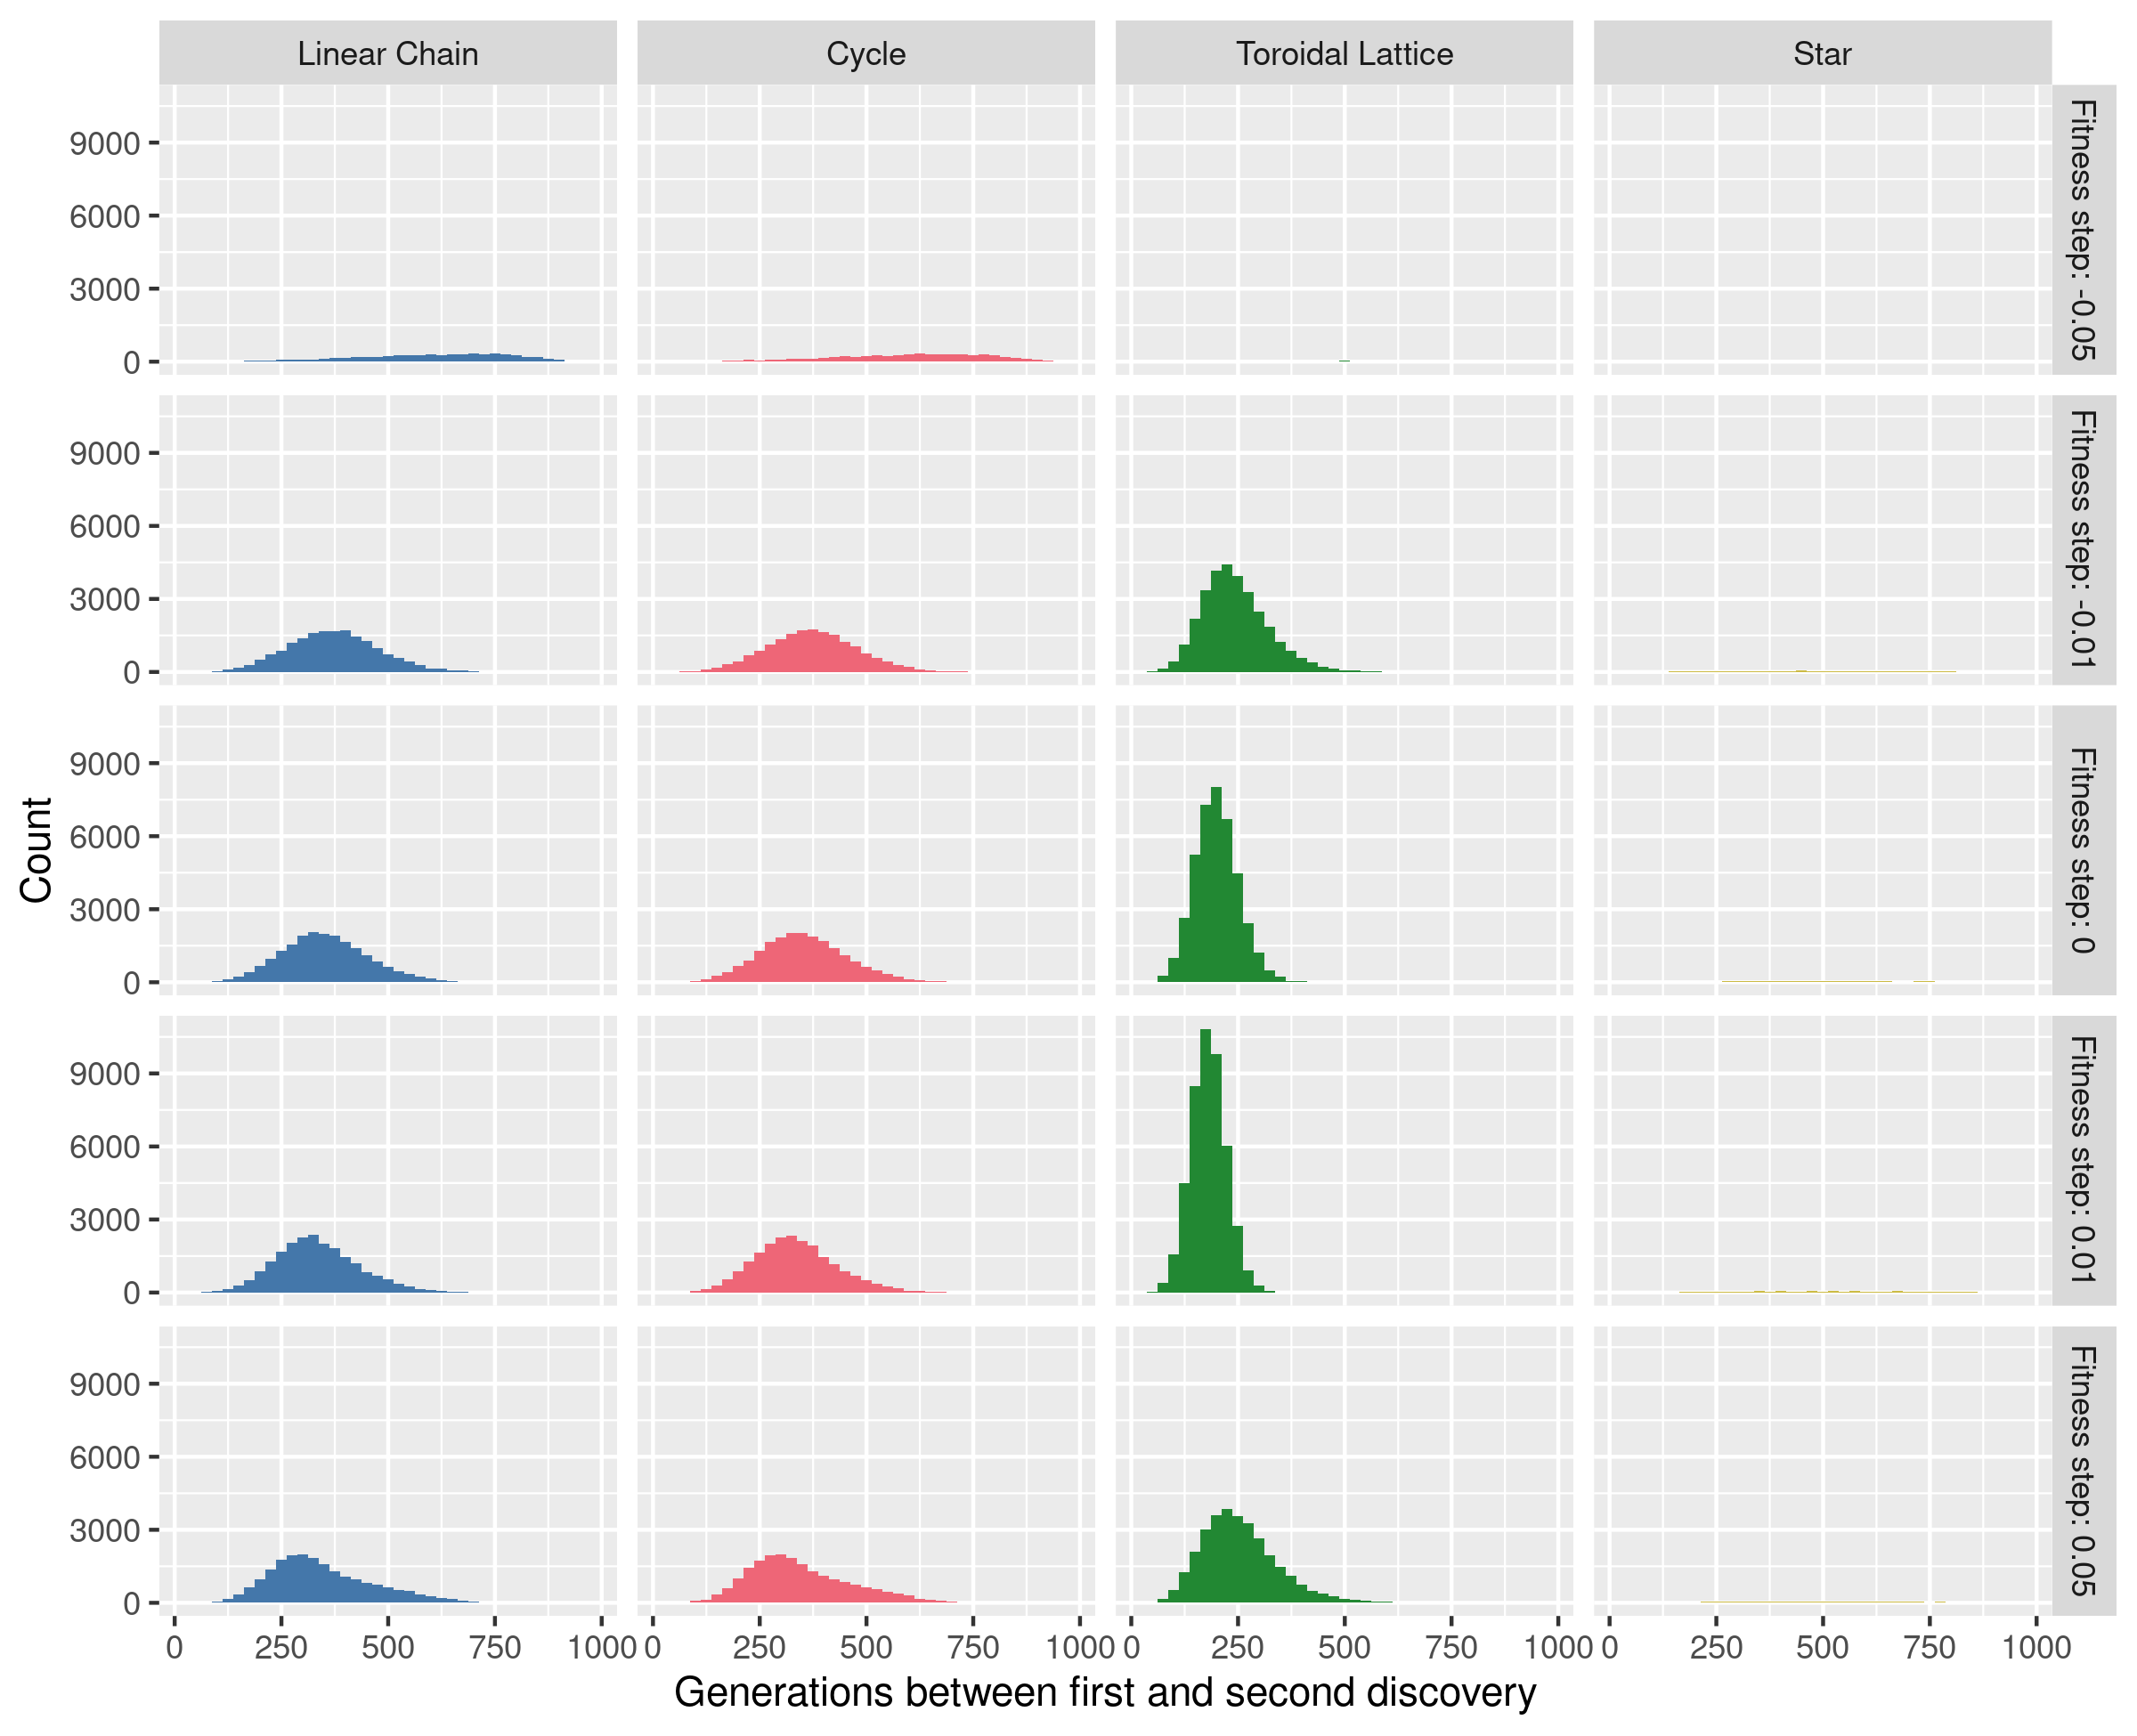 Linear Chain Cycle Toroidal Lattice Star
9000
6000
3000
0
Fitness step: -0.05
9000
6000
3000
0
Fitness step: -0.01
9000
6000
3000
0
Fitness step: 0
9000
6000
3000
0
Fitness step: 0.01
9000
6000
3000
0
Fitness step: 0.05
Count
0 250 500 750 1000 0 250 500 750 1000 0 250 500 750 1000 0 250 500 750 1000
Generations between first and second discovery